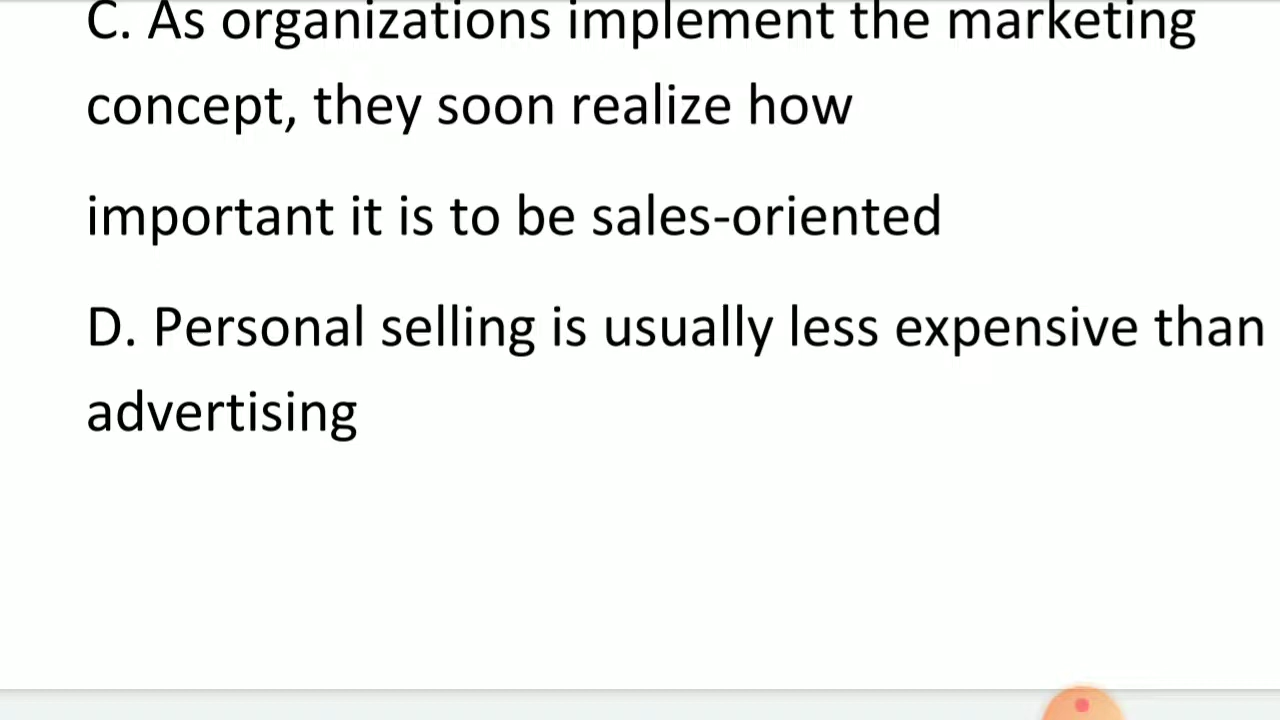 C. As organizations implement the marketing
concept, they soon realize how
important it is to be sales-oriented
D. Personal selling is usually less expensive than
advertising